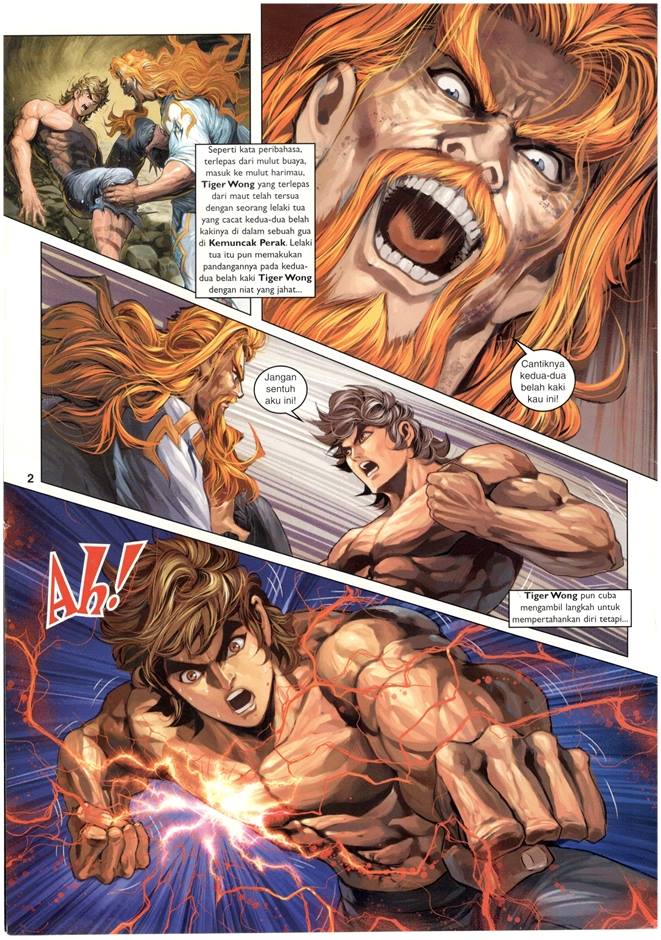 Seperti kata peribahasa,
terlepas dari mulut buaya,
masuk ke mulut harimau,
Tiger Wong yang terlepas
dari maut telah tersua
dengan seorang lelaki tua
yang cacat kedua-dua belah
kakinya di dalam sebuah gua
di Kemuncak Perak. Lelaki
tua itu pun memakukan
pandangannya pada kedua-
dua belah kaki Tiger Wong
dengan niat yang jahat...
Cantiknya
kedua-dua
belah kaki
kau ini!
Jangan
sentuh
aku ini!
2
Tiger Wong pun cuba
mengambil langkah untuk
mempertahankan diri tetapi...
Ah!